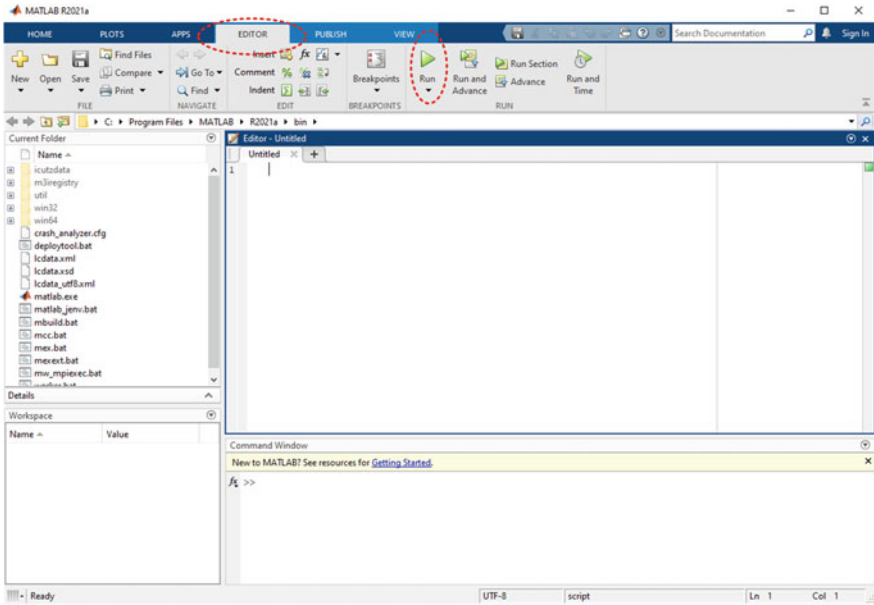 MATLAB R2021a
HOME PLOTS APPS EDITOR PUBLISH VIEW Search Documentation Sign In
New Open Save Find Files Compare Print Go To Find Insert fx Comment Indent Breakpoints Run Run and Advance Run Section Advance Run and Time
FILE NAVIGATE EDIT BREAKPOINTS RUN
C: Program Files MATLAB R2021a bin
Current Folder
Name
icutzdata
m3iregistry
util
win32
win64
crash_analyzer.cfg
deploytool.bat
lcdata.xml
lcdata.xsd
lcdata_utf8.xml
matlab.exe
matlab_jenv.bat
mbuild.bat
mcc.bat
mex.bat
mexext.bat
mw_mpiexec.bat
worker.bat
Details
Workspace
Name Value
Editor - Untitled
Untitled
1
Command Window
New to MATLAB? See resources for Getting Started.
fx >>
Ready UTF-8 script Ln 1 Col 1